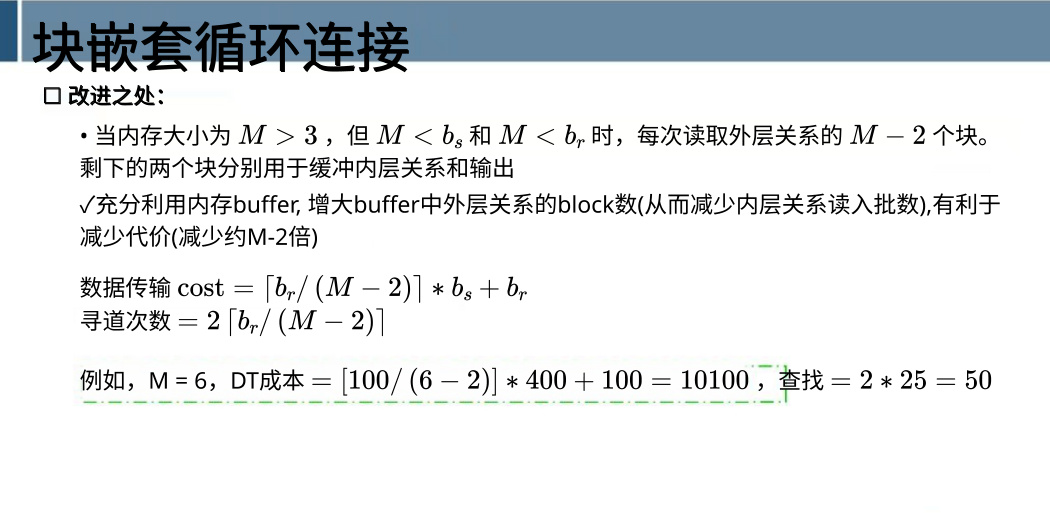 块嵌套循环连接
□ 改进之处：
• 当内存大小为 M > 3 ，但 M < b_s 和 M < b_r 时，每次读取外层关系的 M − 2 个块。
剩下的两个块分别用于缓冲内层关系和输出
✓充分利用内存buffer, 增大buffer中外层关系的block数(从而减少内层关系读入批数),有利于
减少代价(减少约M-2倍)
数据传输 cost = ⌈b_r/ (M − 2)⌉ ∗ b_s + b_r
寻道次数 = 2 ⌈b_r/ (M − 2)⌉
例如，M = 6，DT成本 = [100/ (6 − 2)] ∗ 400 + 100 = 10100 ，查找 = 2 ∗ 25 = 50